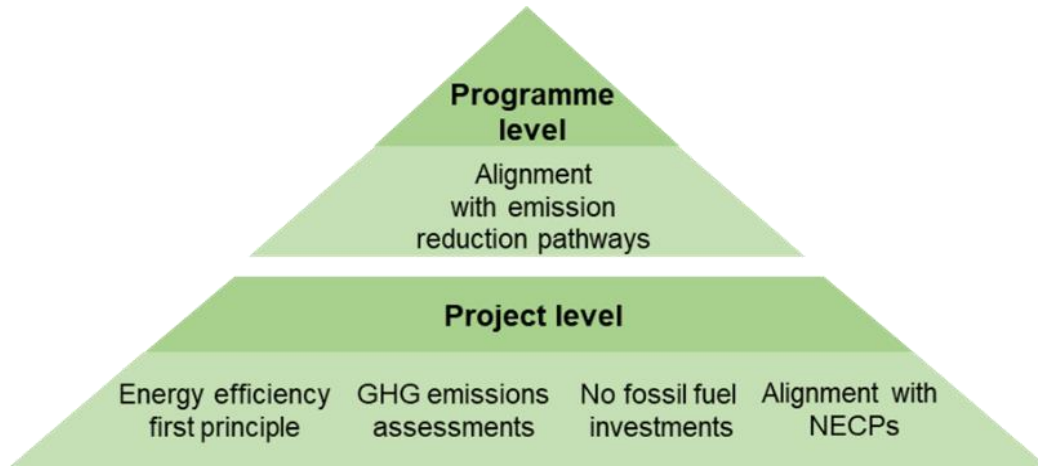 Programme
level
Alignment
with emission
reduction pathways
Project level
Energy efficiency
first principle
GHG emissions
assessments
No fossil fuel
investments
Alignment with
NECPs